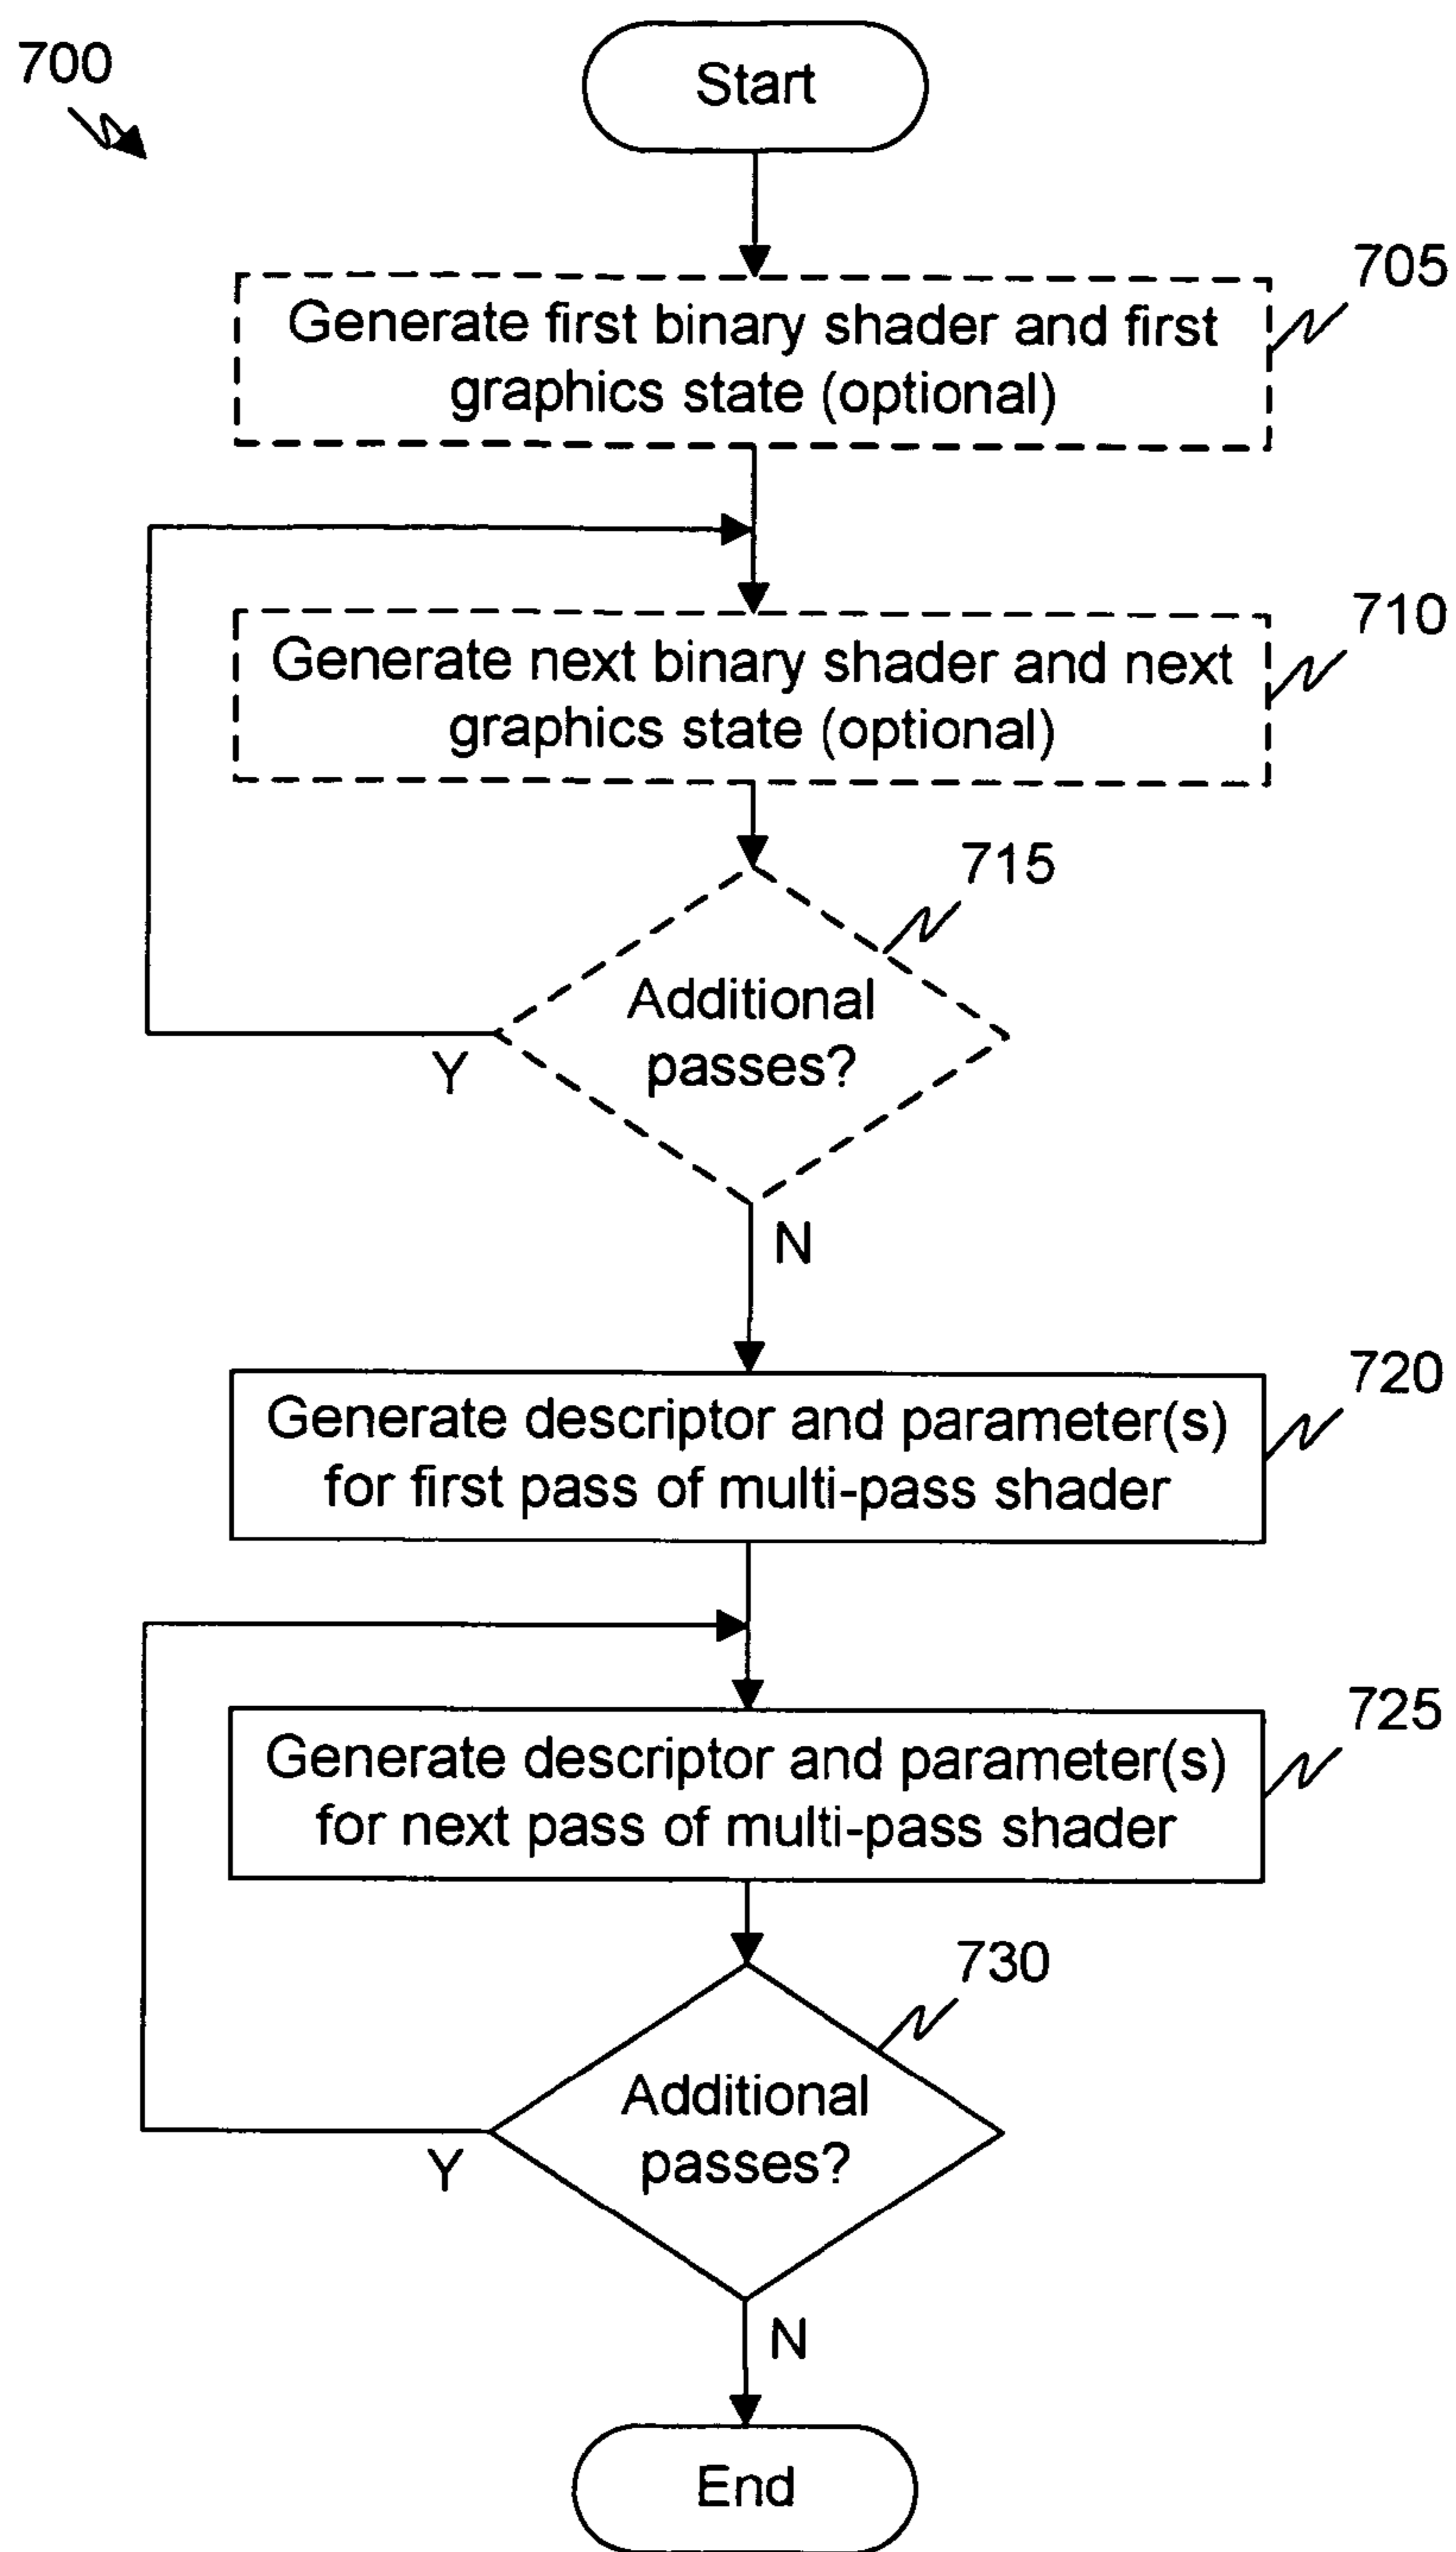 700
Start
705
Generate first binary shader and first
graphics state (optional)
710
Generate next binary shader and next
graphics state (optional)
715
Additional
passes?
Y
N
720
Generate descriptor and parameter(s)
for first pass of multi-pass shader
725
Generate descriptor and parameter(s)
for next pass of multi-pass shader
730
Additional
passes?
Y
N
End